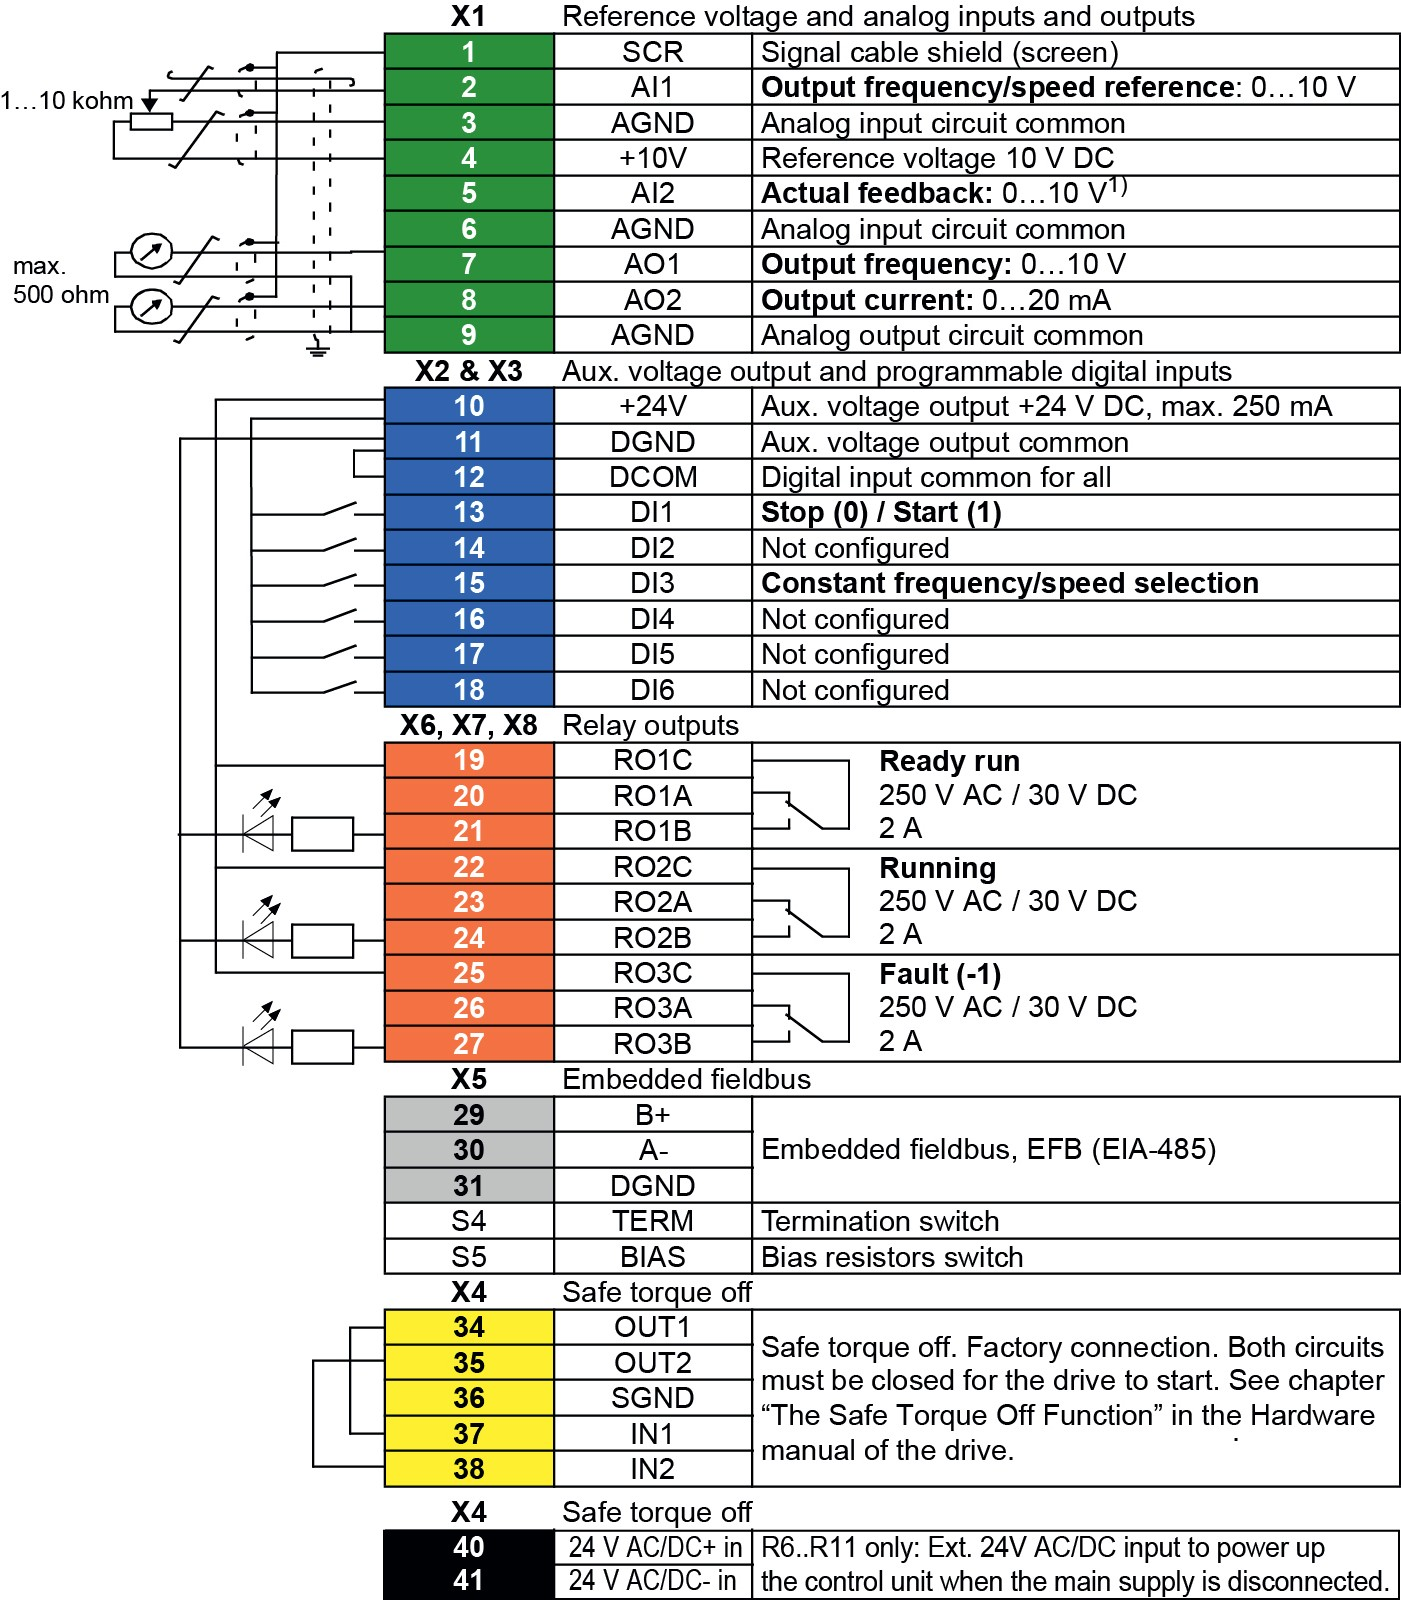 X1 Reference voltage and analog inputs and outputs
1 SCR Signal cable shield (screen)
2 AI1 Output frequency/speed reference: 0…10 V
1…10 kohm
3 AGND Analog input circuit common
4 +10V Reference voltage 10 V DC
5 AI2 Actual feedback: 0…10 V1)
6 AGND Analog input circuit common
7 AO1 Output frequency: 0…10 V
max.
500 ohm
8 AO2 Output current: 0…20 mA
9 AGND Analog output circuit common
X2 & X3 Aux. voltage output and programmable digital inputs
10 +24V Aux. voltage output +24 V DC, max. 250 mA
11 DGND Aux. voltage output common
12 DCOM Digital input common for all
13 DI1 Stop (0) / Start (1)
14 DI2 Not configured
15 DI3 Constant frequency/speed selection
16 DI4 Not configured
17 DI5 Not configured
18 DI6 Not configured
X6, X7, X8 Relay outputs
19 RO1C Ready run
20 RO1A 250 V AC / 30 V DC
21 RO1B 2 A
22 RO2C Running
23 RO2A 250 V AC / 30 V DC
24 RO2B 2 A
25 RO3C Fault (-1)
26 RO3A 250 V AC / 30 V DC
27 RO3B 2 A
X5 Embedded fieldbus
29 B+
30 A- Embedded fieldbus, EFB (EIA-485)
31 DGND
S4 TERM Termination switch
S5 BIAS Bias resistors switch
X4 Safe torque off
34 OUT1
35 OUT2
36 SGND
37 IN1
38 IN2
Safe torque off. Factory connection. Both circuits
must be closed for the drive to start. See chapter
“The Safe Torque Off Function” in the Hardware
manual of the drive.
X4 Safe torque off
40 24 V AC/DC+ in R6..R11 only: Ext. 24V AC/DC input to power up
41 24 V AC/DC- in the control unit when the main supply is disconnected.